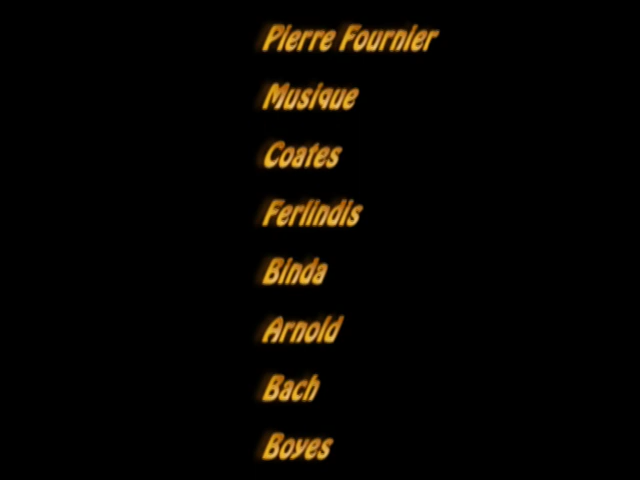 Pierre Fournier
Musique
Coates
Ferlindis
Binda
Arnold
Bach
Boyes